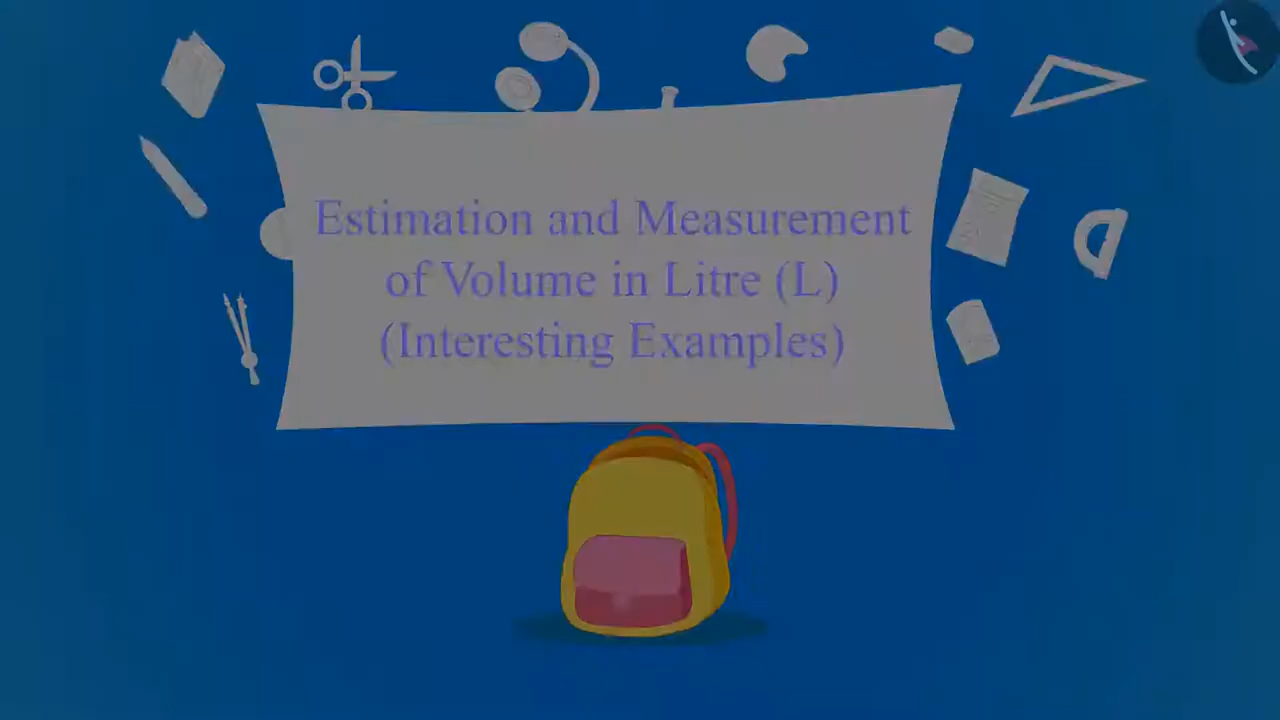 Estimation and Measurement
of Volume in Litre (L)
(Interesting Examples)